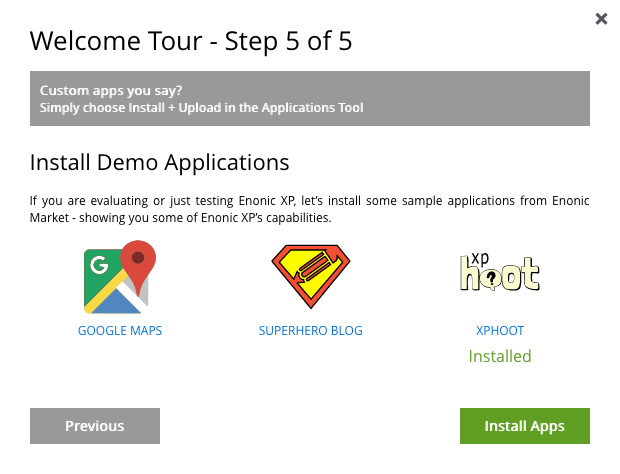 Welcome Tour - Step 5 of 5
Custom apps you say?
Simply choose Install + Upload in the Applications Tool
Install Demo Applications
If you are evaluating or just testing Enonic XP, let's install some sample applications from Enonic
Market - showing you some of Enonic XP's capabilities.
G
xp
hoot
?
GOOGLE MAPS
SUPERHERO BLOG
XPHOOT
Installed
Previous
Install Apps